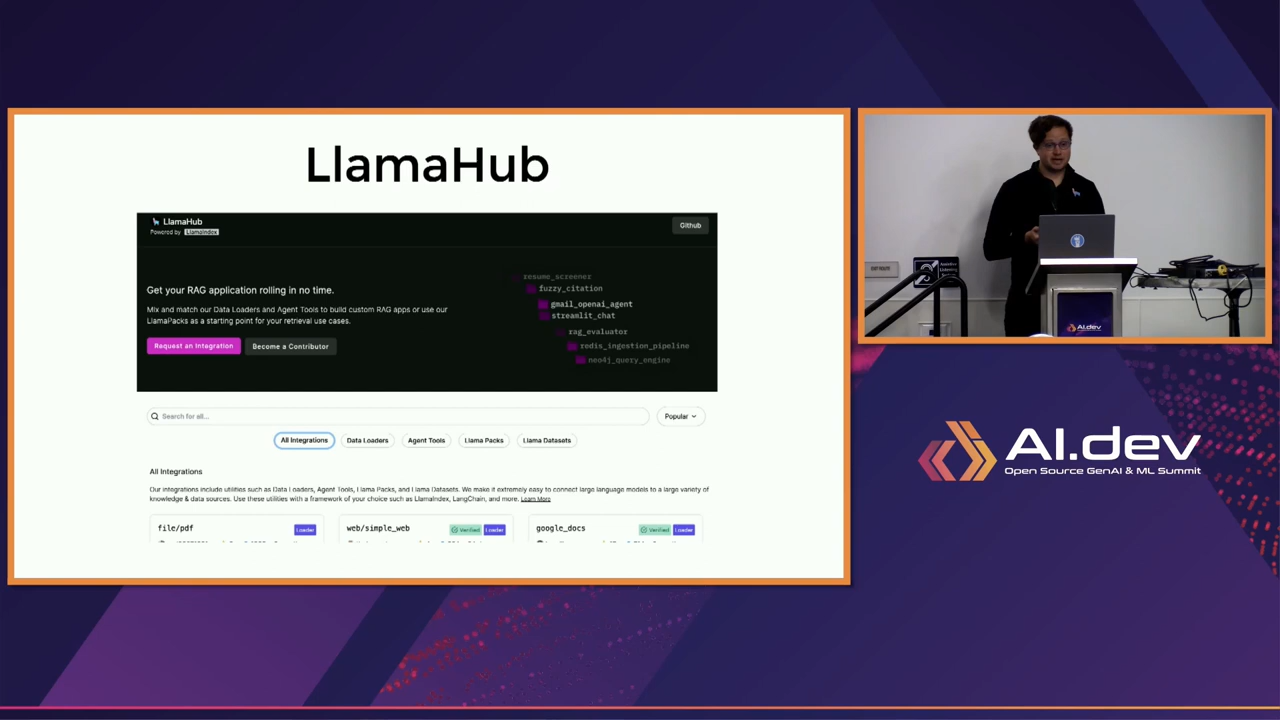 LlamaHub
LlamaHub
Powered by LlamaIndex
Github
Get your RAG application rolling in no time.
Mix and match our Data Loaders and Agent Tools to build custom RAG apps or use our
LlamaPacks as a starting point for your retrieval use cases.
Request an Integration
Become a Contributor
resume_screener
fuzzy_citation
gmail_openai_agent
streamlit_chat
rag_evaluator
redis_ingestion_pipeline
neo4j_query_engine
Search for all...
Popular
All Integrations
Data Loaders
Agent Tools
Llama Packs
Llama Datasets
All Integrations
Our integrations include utilities such as Data Loaders, Agent Tools, Llama Packs, and Llama Datasets. We make it extremely easy to connect large language models to a large variety of
knowledge & data sources. Use these utilities with a framework of your choice such as LlamaIndex, LangChain, and more. Learn More
file/pdf
Loader
web/simple_web
Verified
Loader
google_docs
Verified
Loader
Assistive
Listening
AI.dev
AI.dev
Open Source GenAI & ML Summit